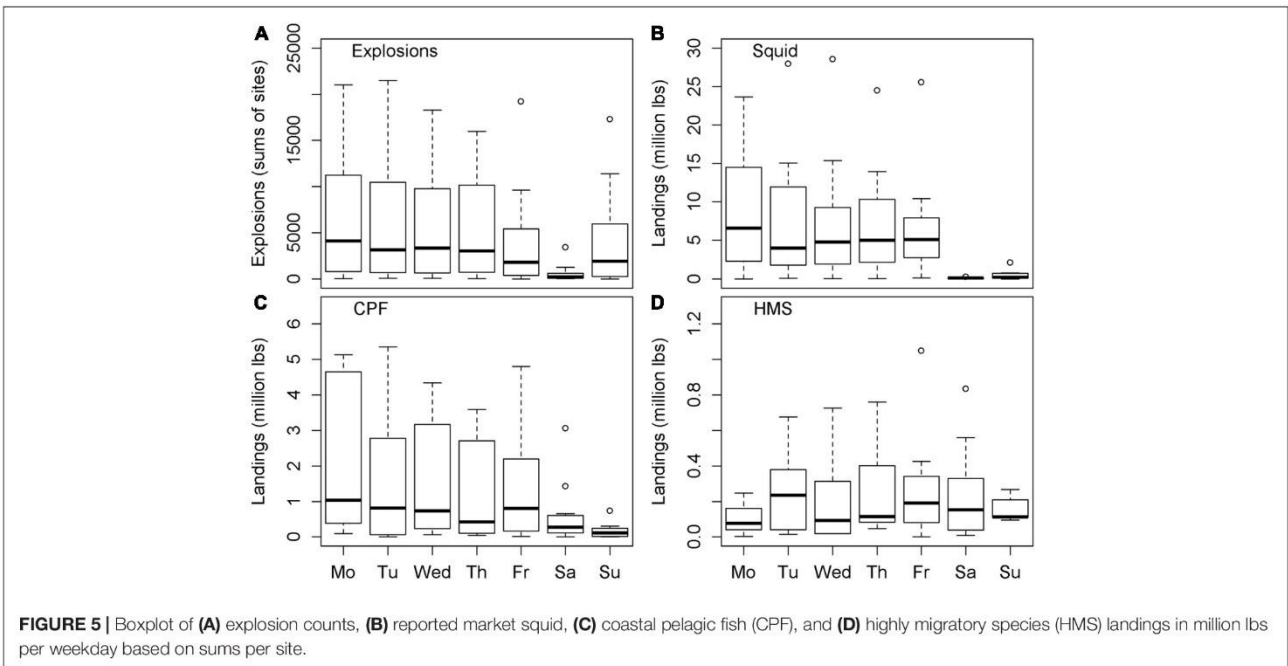 A
Explosions
Explosions (sums of sites)
25000
15000
5000
0
B
Squid
Landings (million lbs)
30
25
20
15
10
5
0
C
CPF
Landings (million lbs)
6
5
4
3
2
1
0
Mo Tu Wed Th Fr Sa Su
D
HMS
Landings (million lbs)
1.2
0.8
0.4
0.0
Mo Tu Wed Th Fr Sa Su
FIGURE 5 | Boxplot of (A) explosion counts, (B) reported market squid, (C) coastal pelagic fish (CPF), and (D) highly migratory species (HMS) landings in million lbs
per weekday based on sums per site.